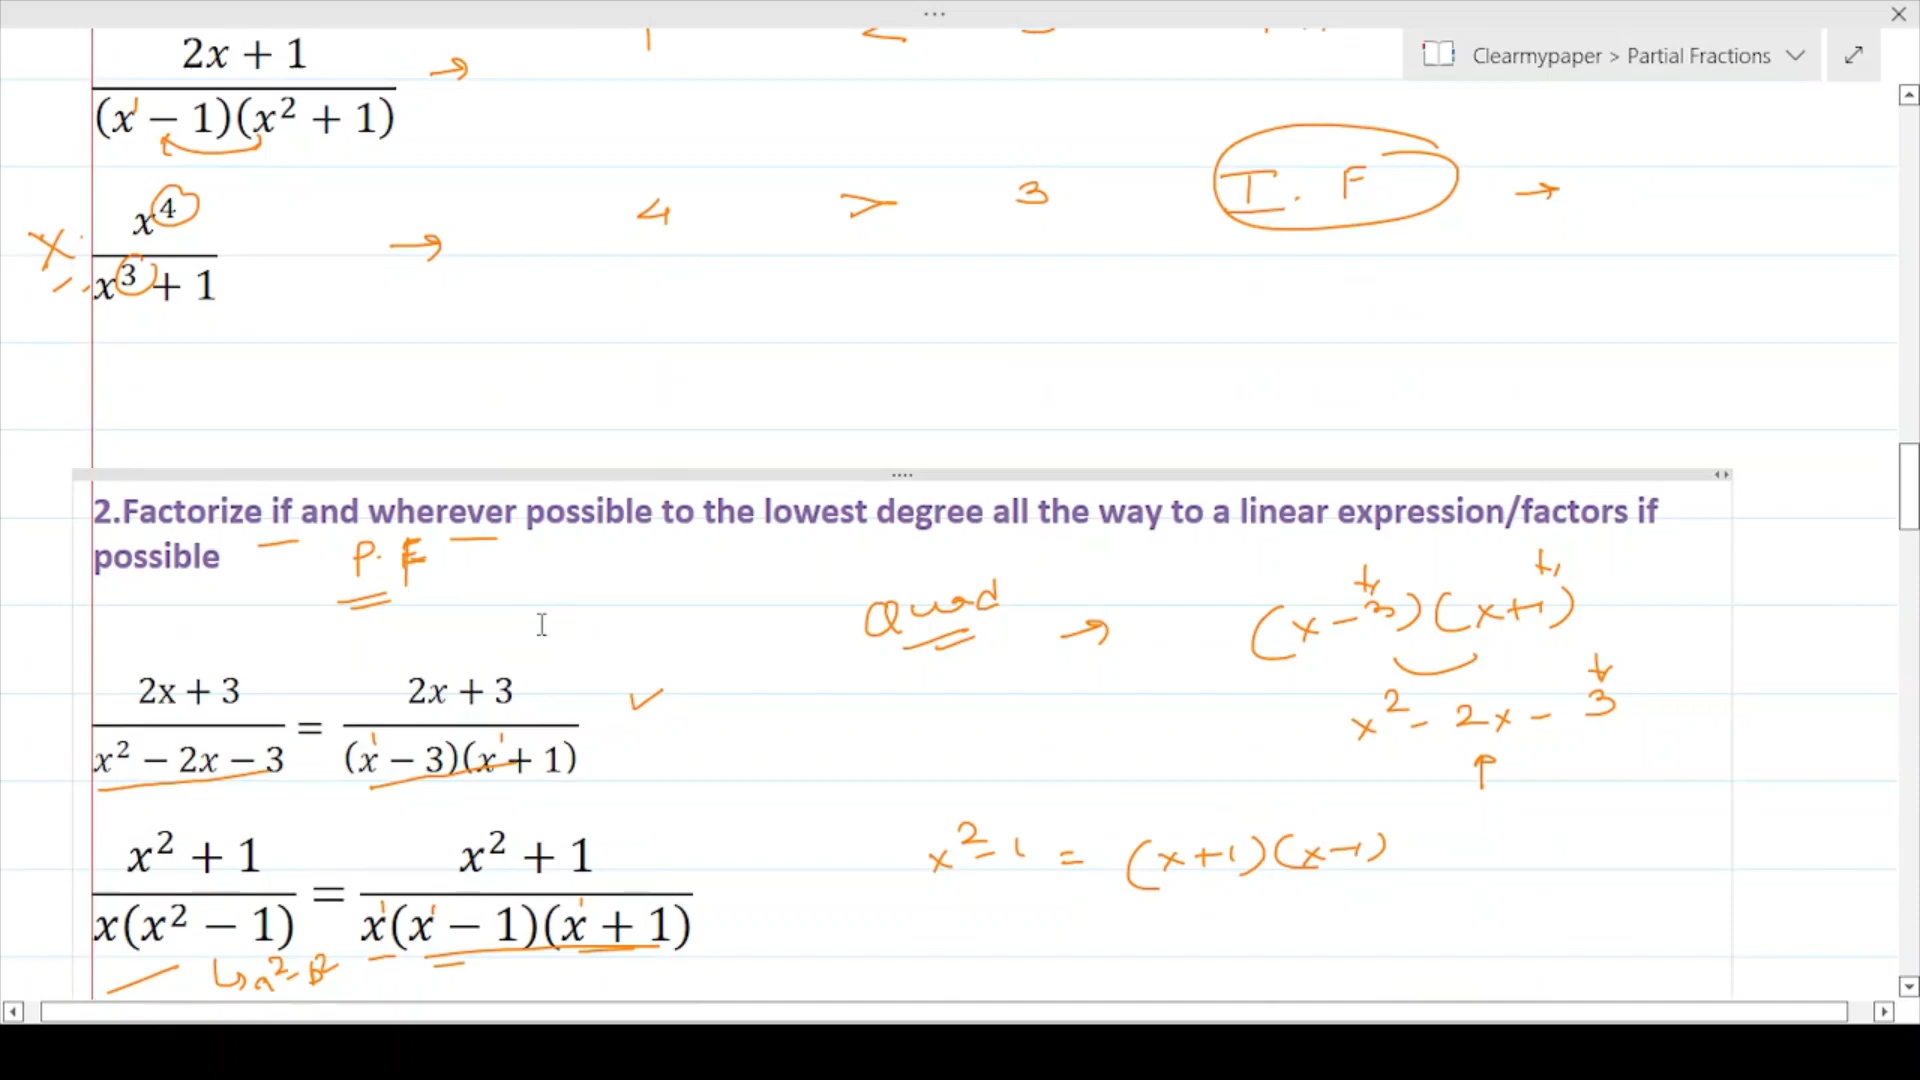 Clearmypaper > Partial Fractions
2x + 1
(x - 1)(x² + 1)
<
→
x⁴
x³ + 1
X
→ 4 > 3 I. F →
2.Factorize if and wherever possible to the lowest degree all the way to a linear expression/factors if
possible
P. F
Quad → (x - 3)(x + 1)
x² - 2x - 3
2x + 3 / x² − 2x − 3 = 2x + 3 / (x − 3)(x + 1) ✓
x² - 1 = (x+1)(x-1)
x² + 1 / x(x² − 1) = x² + 1 / x(x − 1)(x + 1)
a² - b²